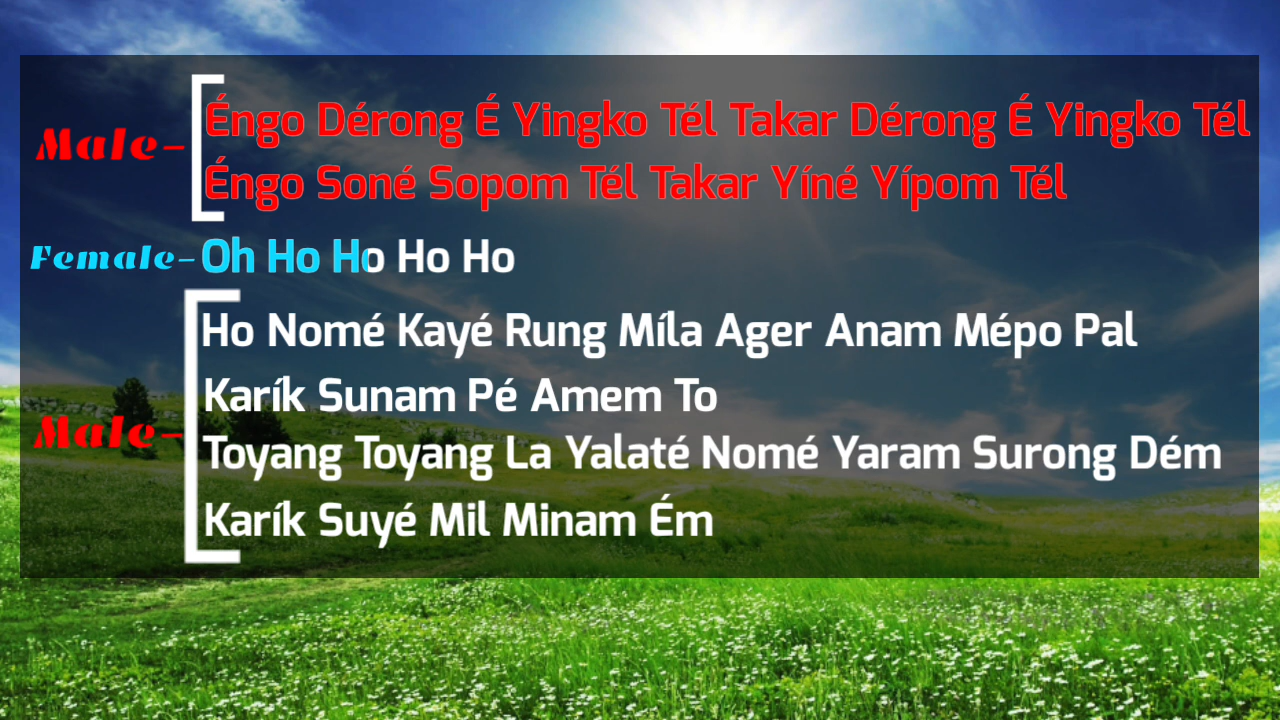 Male- Éngo Dérong É Yingko Tél Takar Dérong É Yingko Tél
Éngo Soné Sopom Tél Takar Yíné Yípom Tél
Female- Oh Ho Ho Ho Ho
Ho Nomé Kayé Rung Míla Ager Anam Mépo Pal
Karík Sunam Pé Amem To
Male- Toyang Toyang La Yalaté Nomé Yaram Surong Dém
Karík Suyé Mil Minam Ém